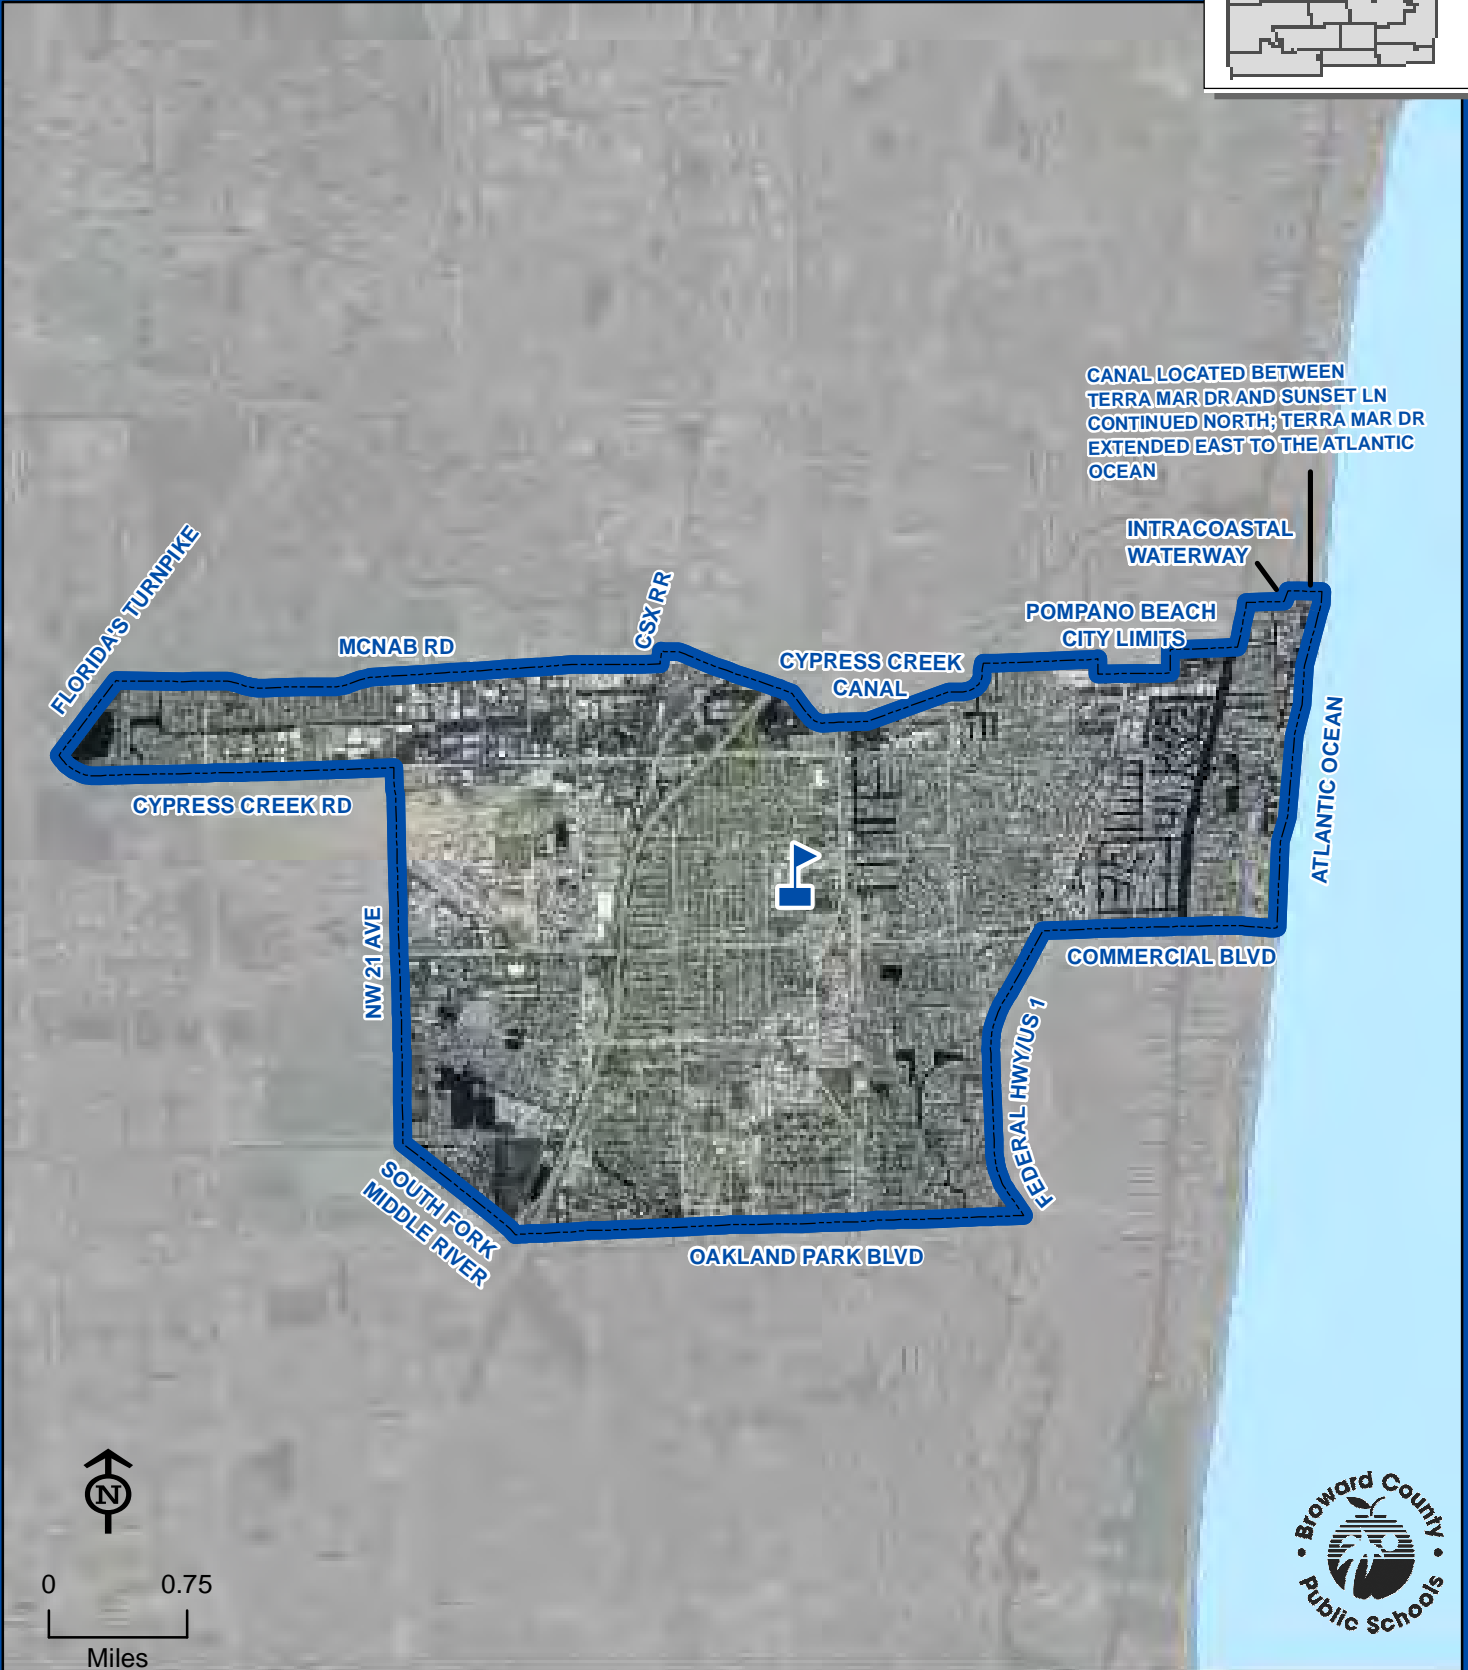 CANAL LOCATED BETWEEN
TERRA MAR DR AND SUNSET LN
CONTINUED NORTH; TERRA MAR DR
EXTENDED EAST TO THE ATLANTIC
OCEAN
INTRACOASTAL
WATERWAY
FLORIDA'S TURNPIKE
MCNAB RD
CSX RR
CYPRESS CREEK
CANAL
POMPANO BEACH
CITY LIMITS
CYPRESS CREEK RD
ATLANTIC OCEAN
NW 21 AVE
COMMERCIAL BLVD
FEDERAL HWY/US 1
SOUTH FORK
MIDDLE RIVER
OAKLAND PARK BLVD
N
0 0.75
Miles
Broward County
Public Schools